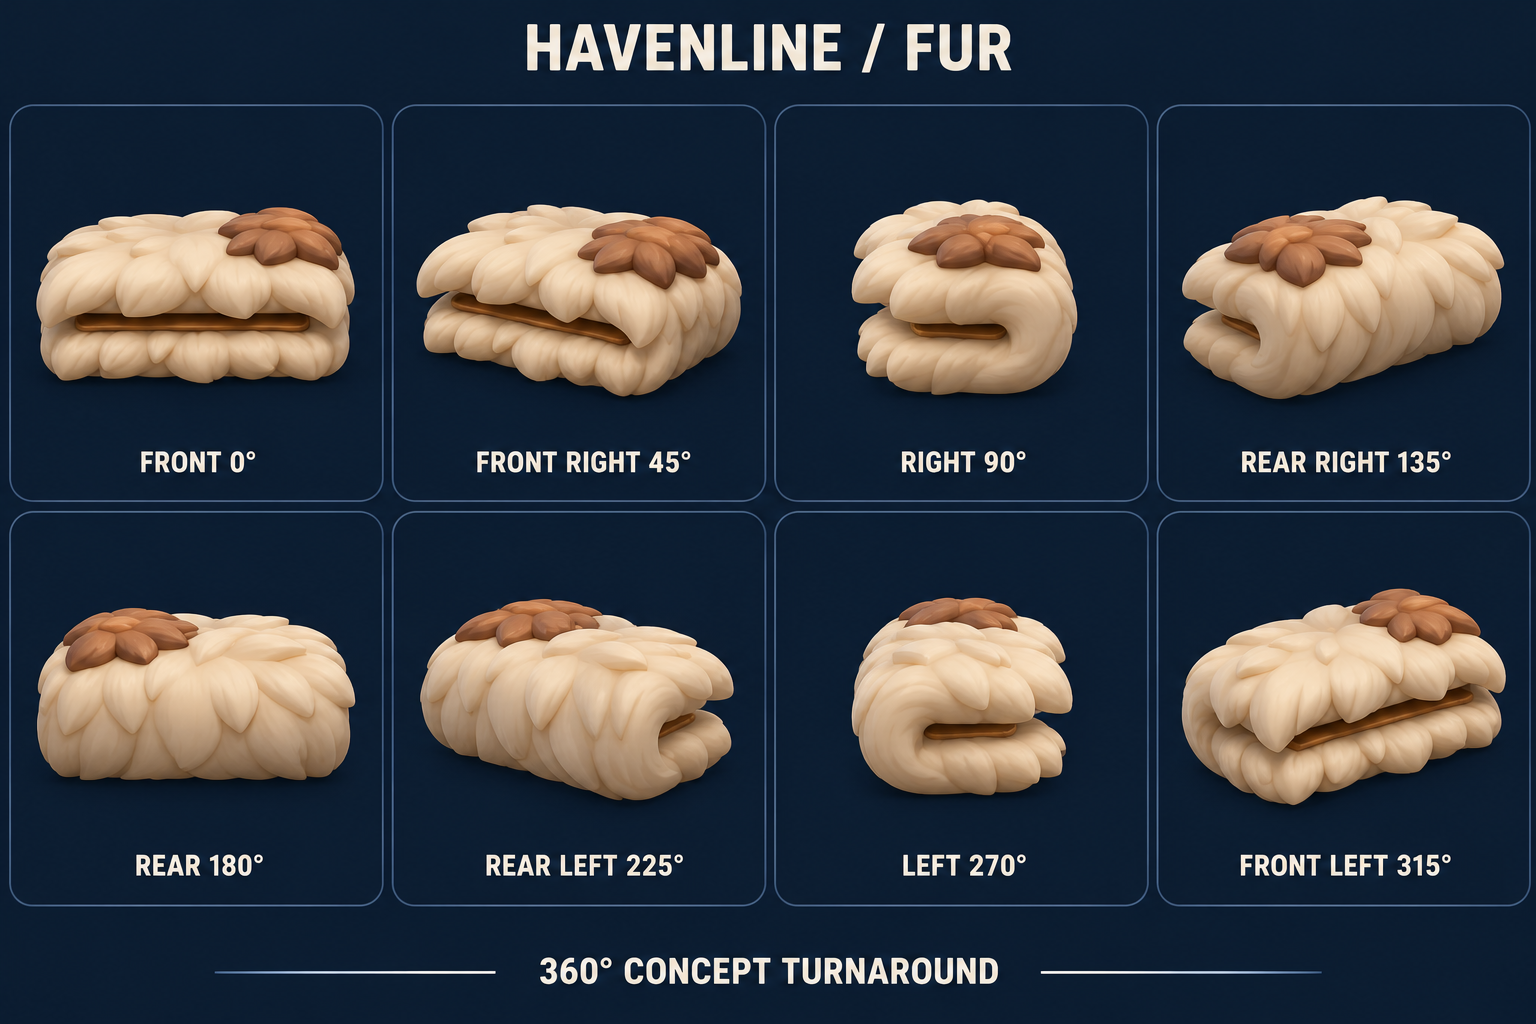 HAVENLINE / FUR
FRONT 0°
FRONT RIGHT 45°
RIGHT 90°
REAR RIGHT 135°
REAR 180°
REAR LEFT 225°
LEFT 270°
FRONT LEFT 315°
360° CONCEPT TURNAROUND